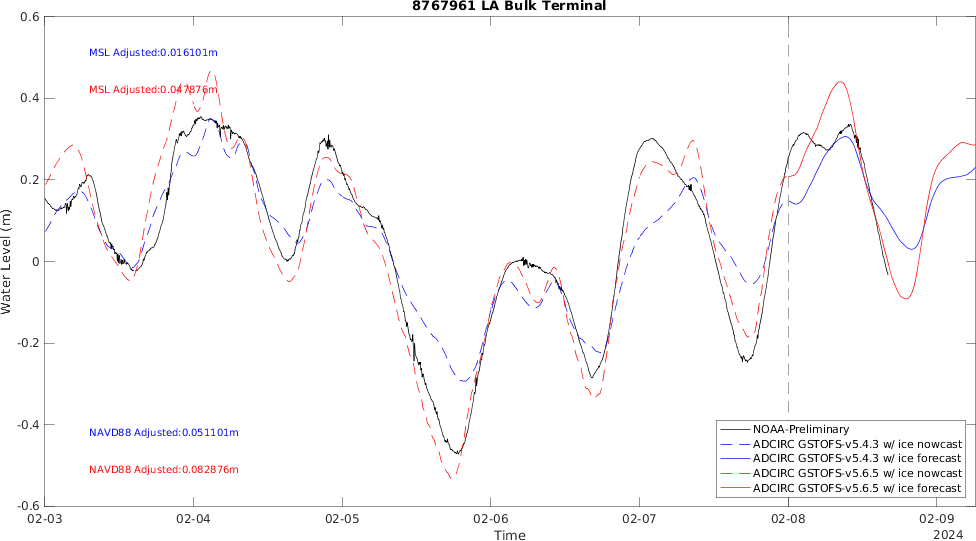 8767961 LA Bulk Terminal
0.6
MSL Adjusted:0.016101m
MSL Adjusted:0.047876m
0.4
0.2
0
-0.2
-0.4
-0.6
Water Level (m)
NAVD88 Adjusted:0.051101m
NAVD88 Adjusted:0.082876m
NOAA-Preliminary
ADCIRC GSTOFS-v5.4.3 w/ ice nowcast
ADCIRC GSTOFS-v5.4.3 w/ ice forecast
ADCIRC GSTOFS-v5.6.5 w/ ice nowcast
ADCIRC GSTOFS-v5.6.5 w/ ice forecast
02-03 02-04 02-05 02-06 02-07 02-08 02-09
Time
2024